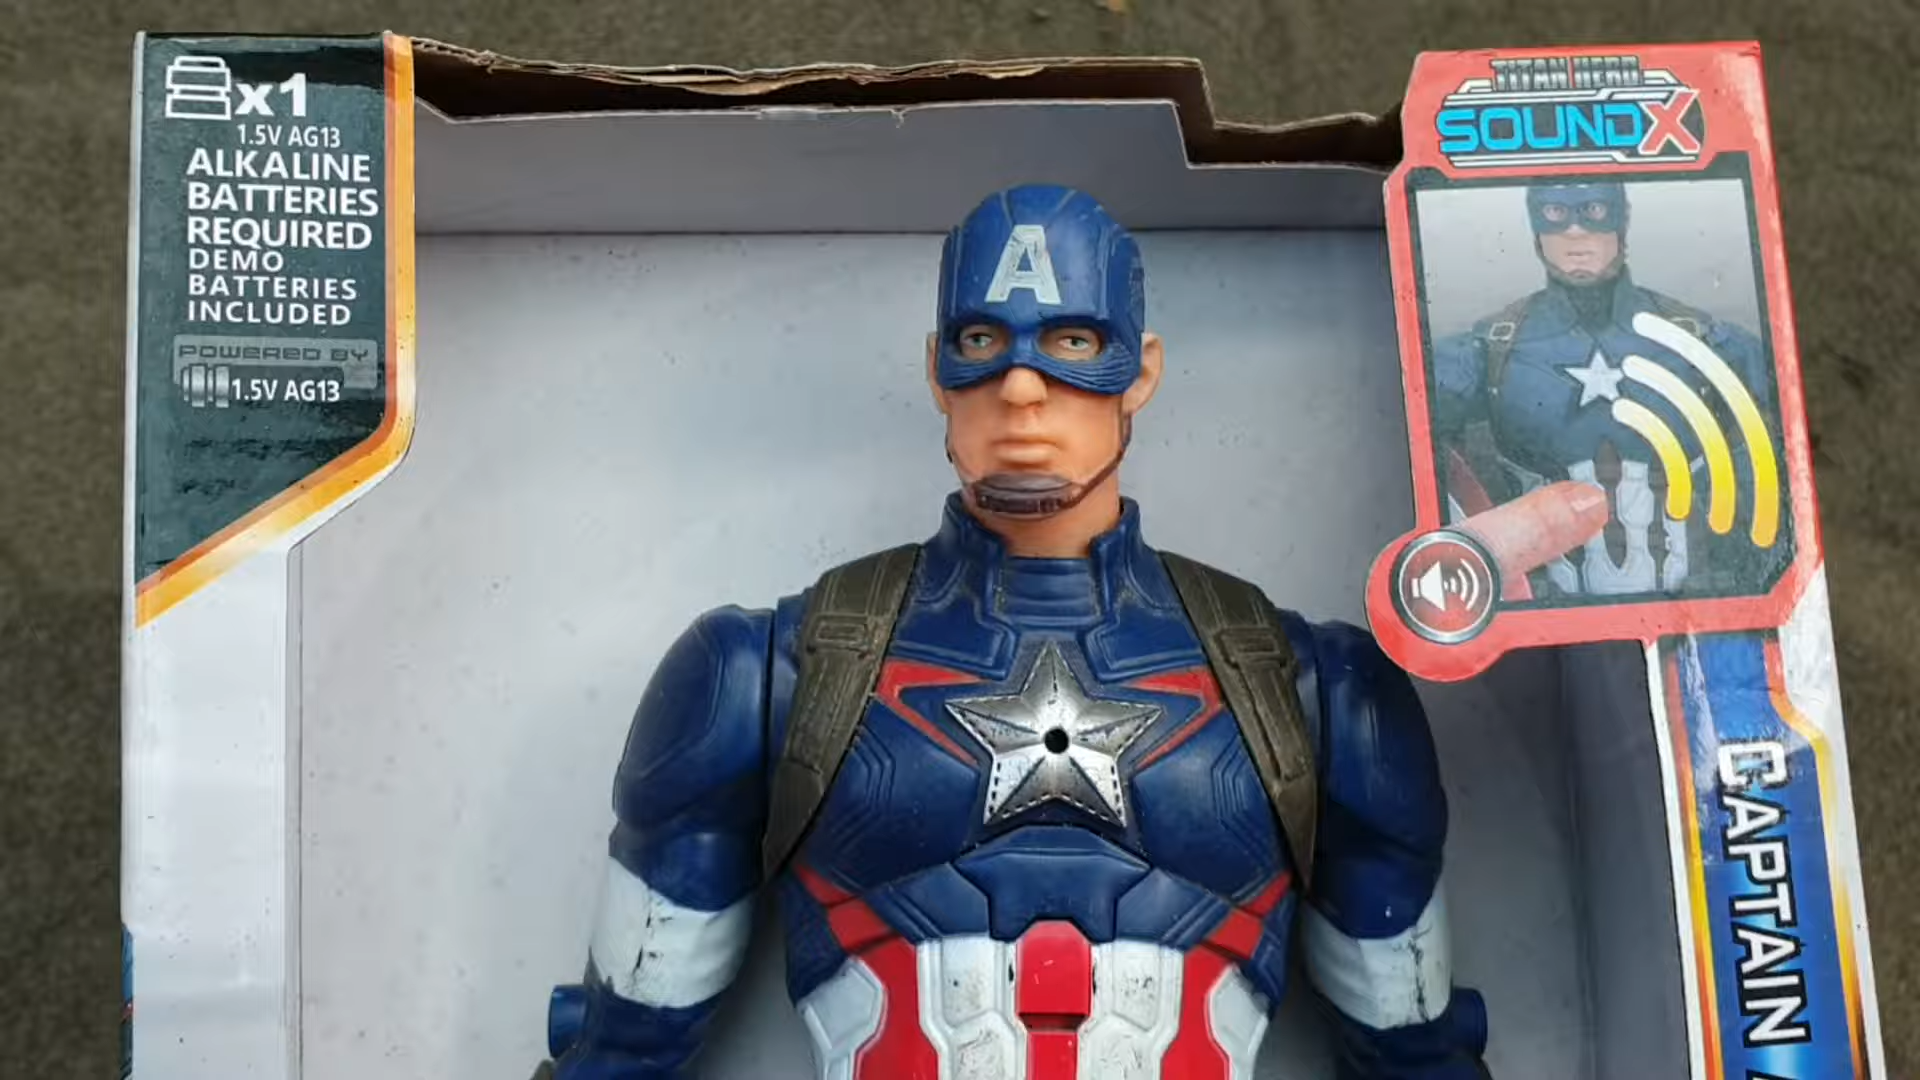 x1
1.5V AG13
ALKALINE
BATTERIES
REQUIRED
DEMO
BATTERIES
INCLUDED
POWERED BY
1.5V AG13
A
TITAN HERO
SOUNDX
CAPTAIN